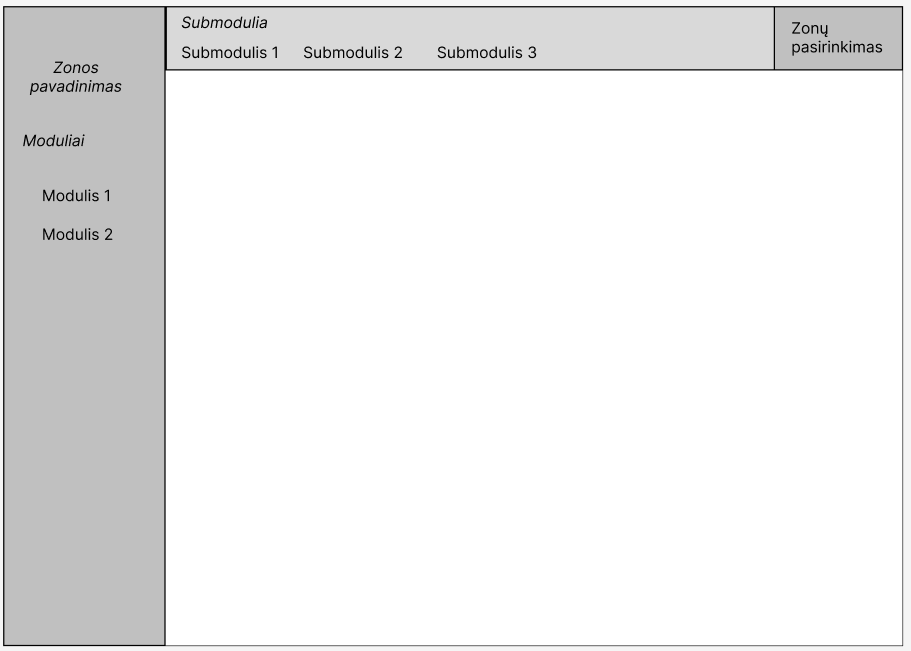 Zonos
pavadinimas
Moduliai
Modulis 1
Modulis 2
Submodulia
Submodulis 1 Submodulis 2 Submodulis 3
Zonų
pasirinkimas